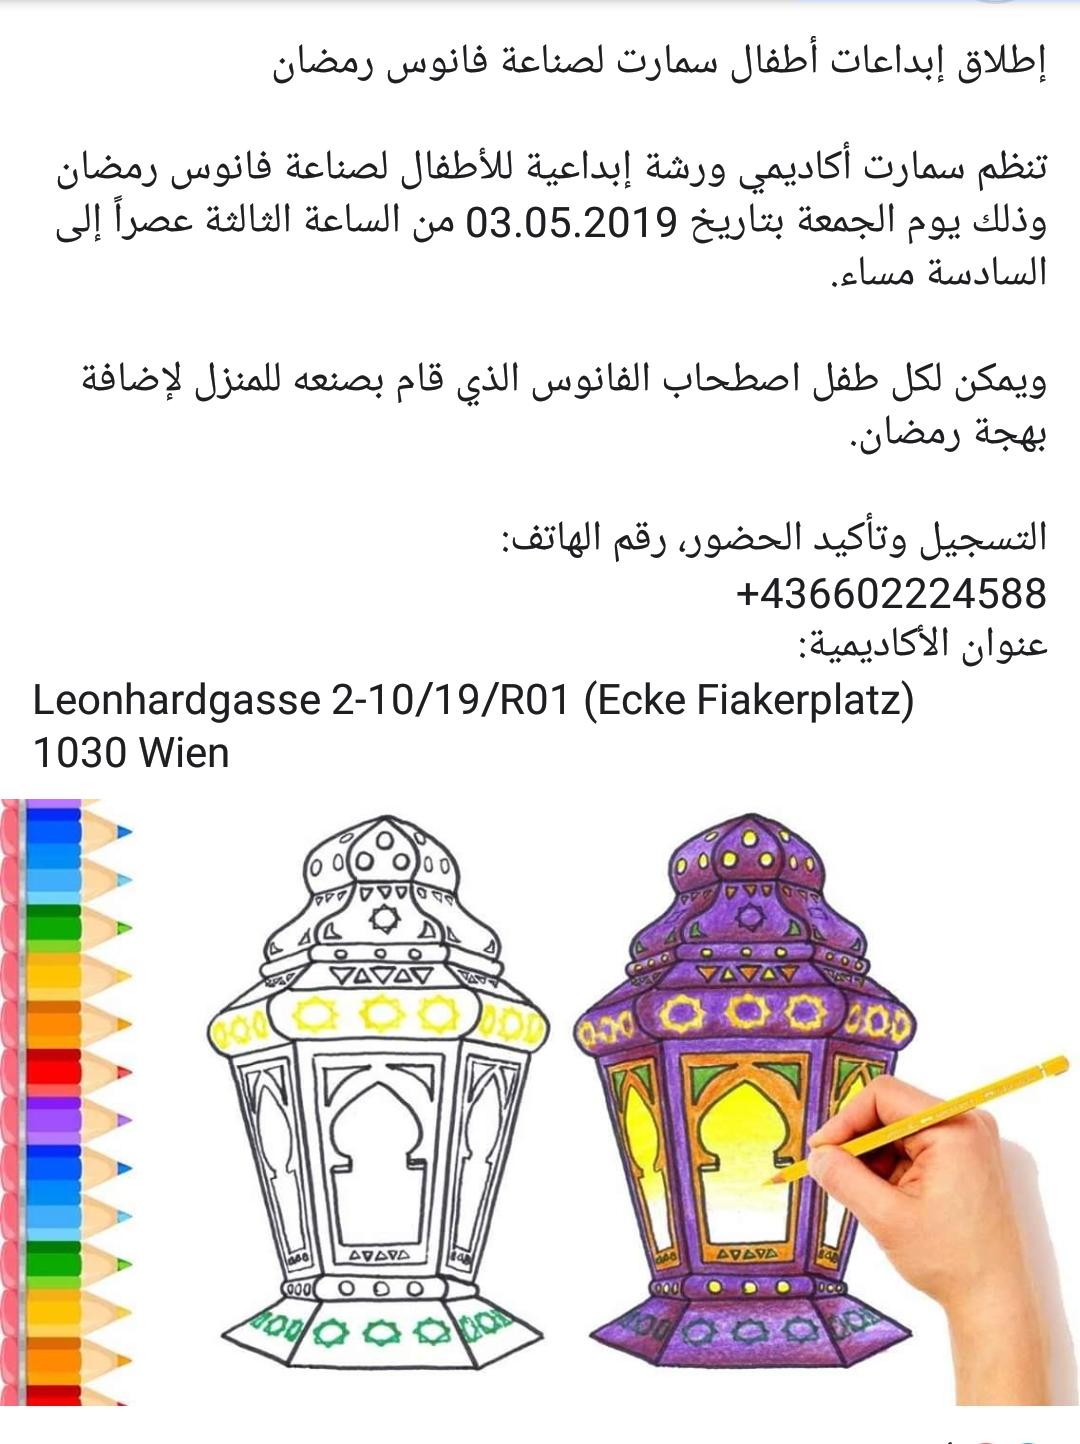 إطلاق إبداعات أطفال سمارت لصناعة فانوس رمضان
تنظم سمارت أكاديمي ورشة إبداعية للأطفال لصناعة فانوس رمضان
وذلك يوم الجمعة بتاريخ 03.05.2019 من الساعة الثالثة عصراً إلى
السادسة مساء.
ويمكن لكل طفل اصطحاب الفانوس الذي قام بصنعه للمنزل لإضافة
بهجة رمضان.
التسجيل وتأكيد الحضور، رقم الهاتف:
+436602224588
عنوان الأكاديمية:
Leonhardgasse 2-10/19/R01 (Ecke Fiakerplatz)
1030 Wien